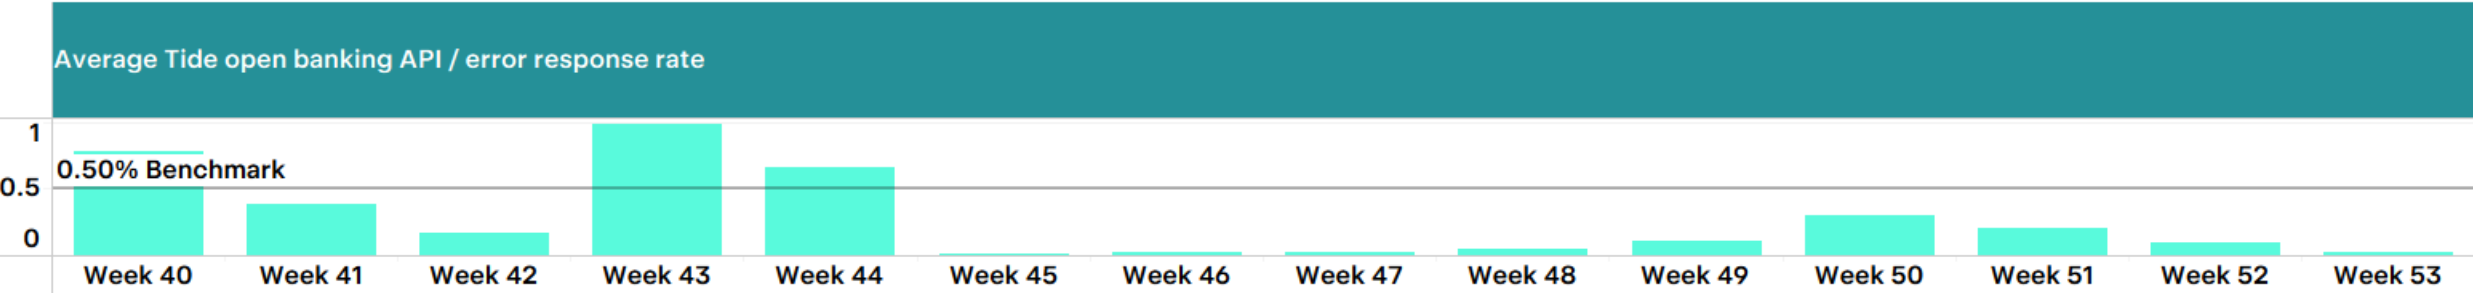 Average Tide open banking API / error response rate
1
0.50% Benchmark
0.5
0
Week 40 Week 41 Week 42 Week 43 Week 44 Week 45 Week 46 Week 47 Week 48 Week 49 Week 50 Week 51 Week 52 Week 53